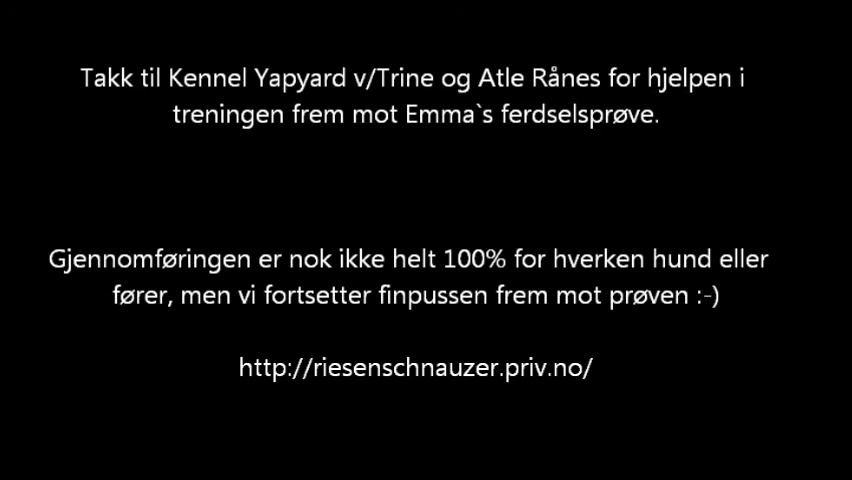 Takk til Kennel Yapyard v/Trine og Atle Rånes for hjelpen i
treningen frem mot Emma`s ferdselsprøve.
Gjennomføringen er nok ikke helt 100% for hverken hund eller
fører, men vi fortsetter finpussen frem mot prøven :-)
http://riesenschnauzer.priv.no/